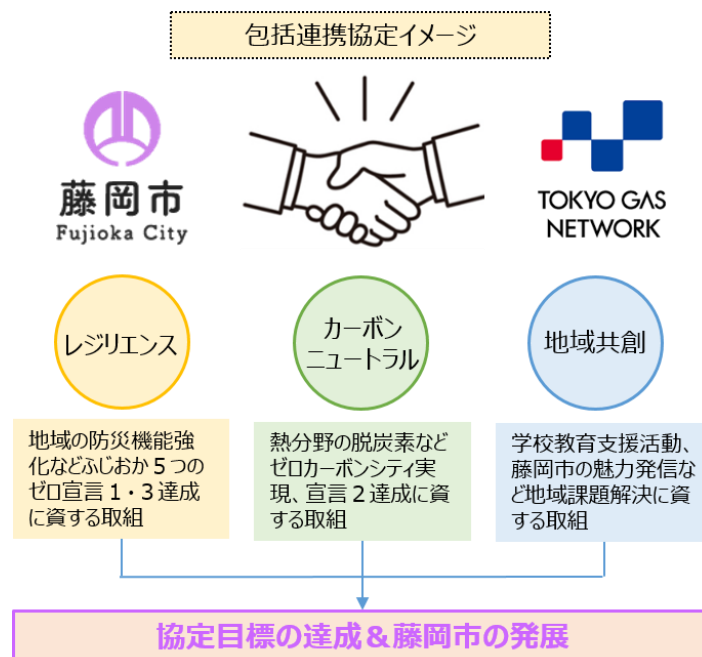 包括連携協定イメージ
藤岡市
Fujioka City
TOKYO GAS
NETWORK
レジリエンス
カーボン
ニュートラル
地域共創
地域の防災機能強
化などふじおか5つの
ゼロ宣言1・3達成
に資する取組
熱分野の脱炭素など
ゼロカーボンシティ実
現、宣言2達成に資
する取組
学校教育支援活動、
藤岡市の魅力発信な
ど地域課題解決に資
する取組
協定目標の達成&藤岡市の発展